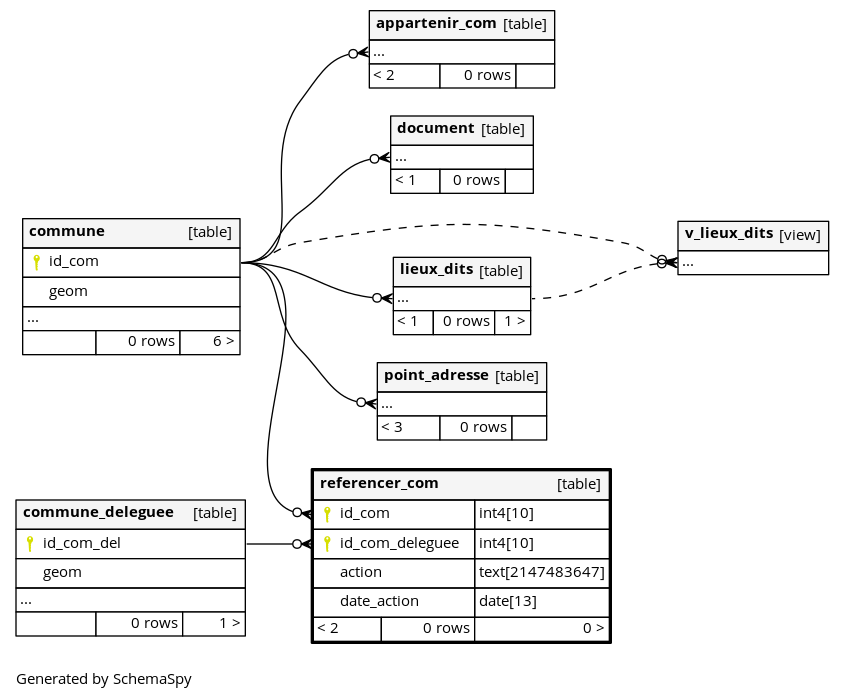 appartenir_com [table]
...
< 2 0 rows
document [table]
...
< 1 0 rows
commune [table]
id_com
geom
...
0 rows 6 >
v_lieux_dits [view]
...
lieux_dits [table]
...
< 1 0 rows 1 >
point_adresse [table]
...
< 3 0 rows
referencer_com [table]
id_com int4[10]
id_com_deleguee int4[10]
action text[2147483647]
date_action date[13]
< 2 0 rows 0 >
commune_deleguee [table]
id_com_del
geom
...
0 rows 1 >
Generated by SchemaSpy